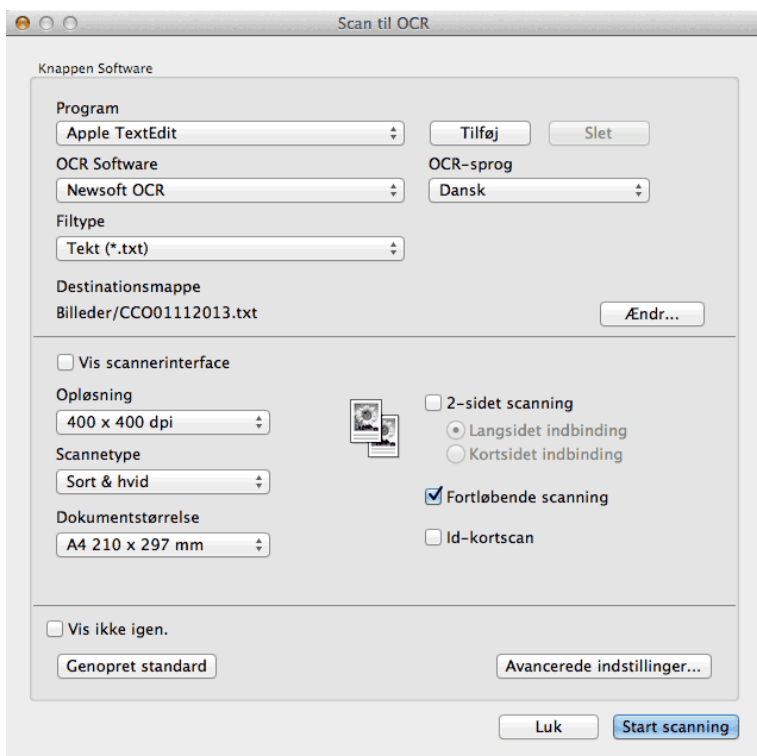 Scan til OCR
Knappen Software
Program
Apple TextEdit
Tilføj
Slet
OCR Software
OCR-sprog
Newsoft OCR
Dansk
Filtype
Tekt (*.txt)
Destinationsmappe
Billeder/CCO01112013.txt
Ændr...
Vis scannerinterface
Opløsning
400 x 400 dpi
2-sidet scanning
Langsidet indbinding
Scannetype
Kortsidet indbinding
Sort & hvid
Fortløbende scanning
Dokumentstørrelse
Id-kortscan
A4 210 x 297 mm
Vis ikke igen.
Genopret standard
Avancerede indstillinger...
Luk
Start scanning